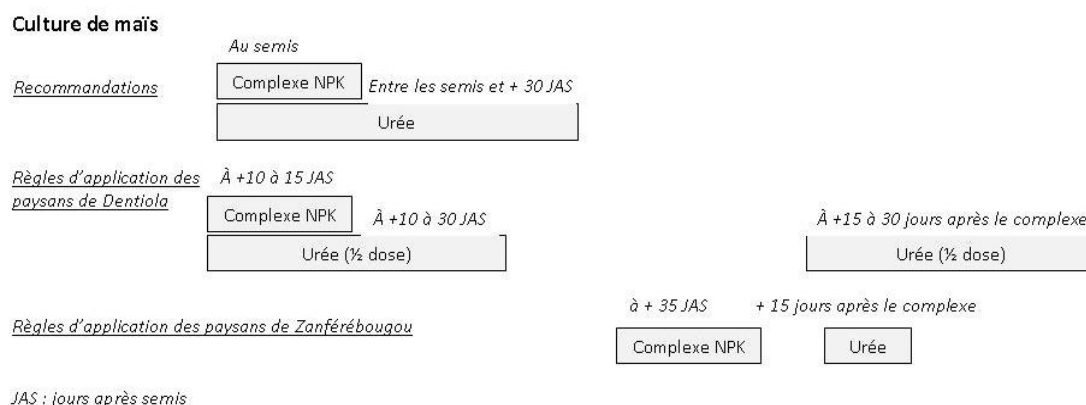 Culture de maïs
Au semis
Recommandations
Complexe NPK
Entre les semis et + 30 JAS
Urée
Règles d'application des
paysans de Dentiola
À +10 à 15 JAS
Complexe NPK
À +10 à 30 JAS
À +15 à 30 jours après le complexe
Urée (½ dose)
Urée (½ dose)
à + 35 JAS
+ 15 jours après le complexe
Règles d'application des paysans de Zanférébougou
Complexe NPK
Urée
JAS : jours après semis